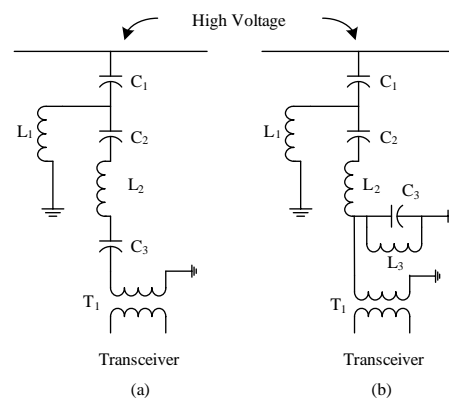 High Voltage
C1
C1
L1
C2
L1
C2
L2
L2
C3
C3
L3
T1
T1
Transceiver
Transceiver
(a)
(b)